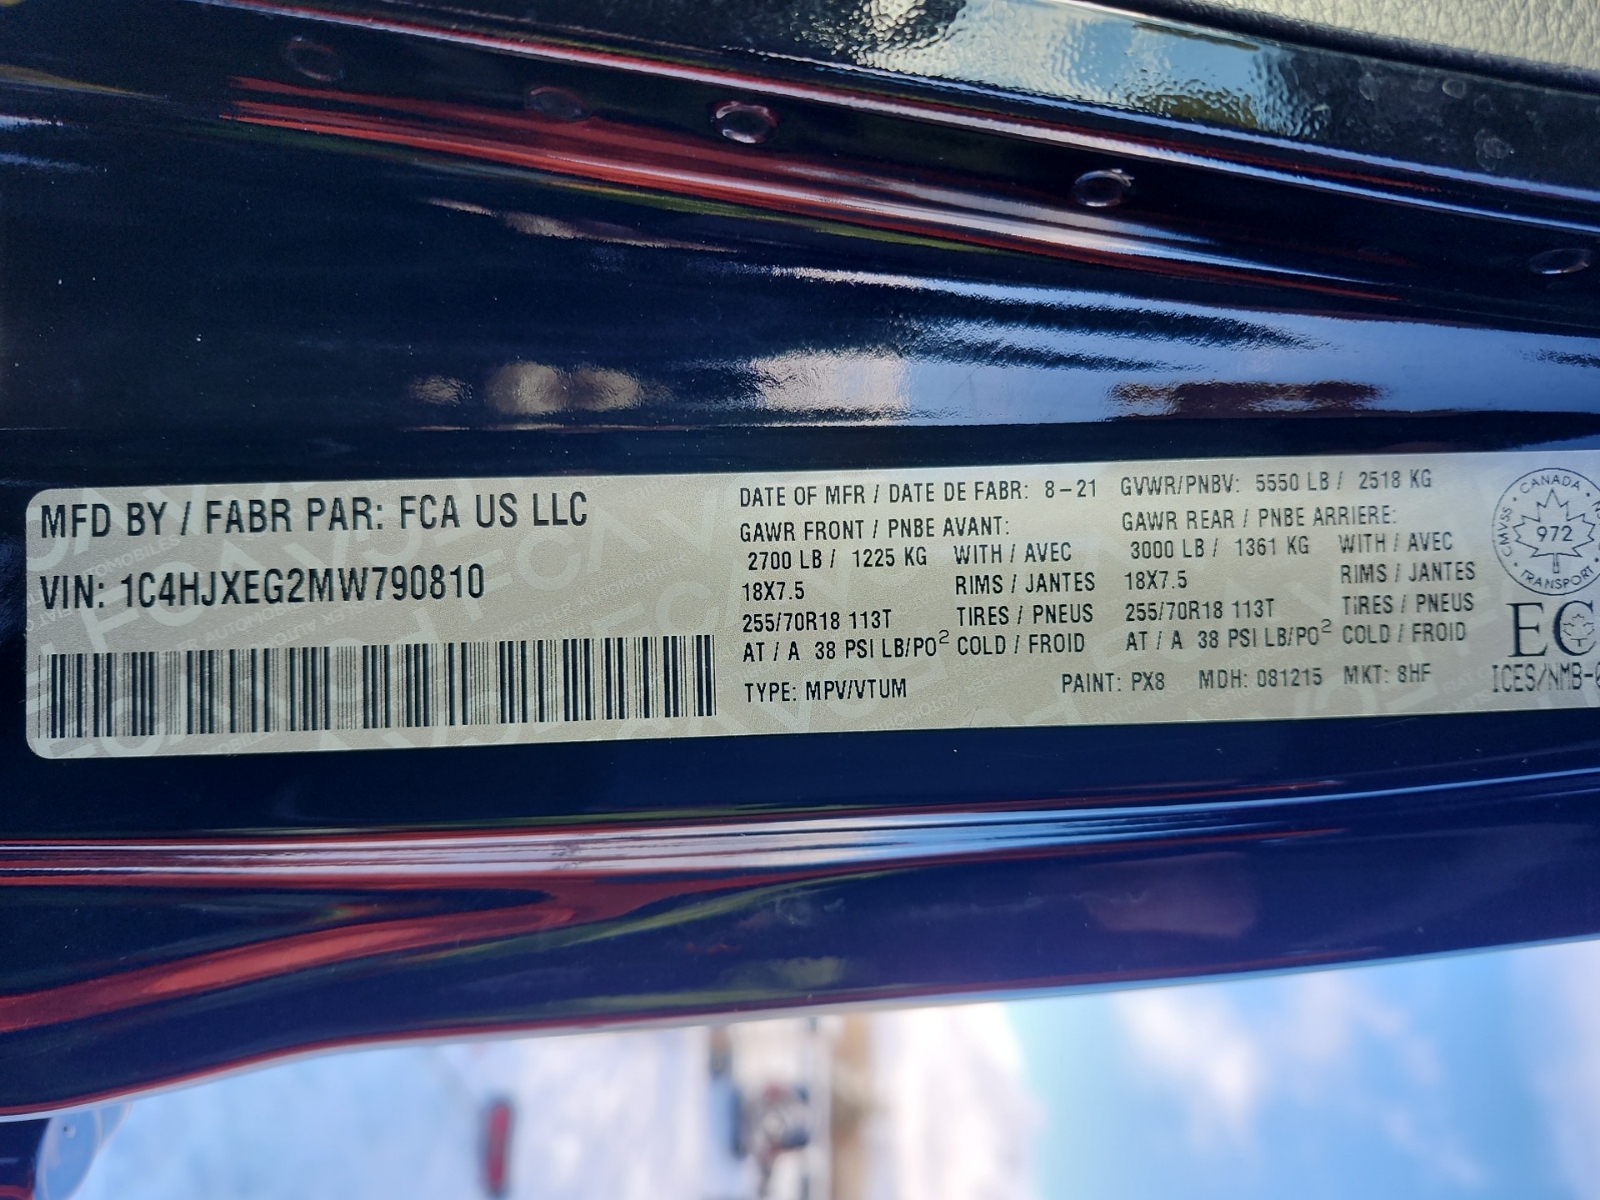 MFD BY / FABR PAR: FCA US LLC
VIN: 1C4HJXEG2MW790810
DATE OF MFR / DATE DE FABR: 8-21
GAWR FRONT / PNBE AVANT:
2700 LB / 1225 KG WITH / AVEC
18X7.5 RIMS / JANTES
255/70R18 113T TIRES / PNEUS
AT / A 38 PSI LB/PO² COLD / FROID
TYPE: MPV/VTUM
GVWR/PNBV: 5550 LB / 2518 KG
GAWR REAR / PNBE ARRIERE:
3000 LB / 1361 KG WITH / AVEC
18X7.5 RIMS / JANTES
255/70R18 113T TIRES / PNEUS
AT / A 38 PSI LB/PO² COLD / FROID
PAINT: PX8 MDH: 081215 MKT: 8HF
CANADA
CMVSS
972
TRANSPORT
EC